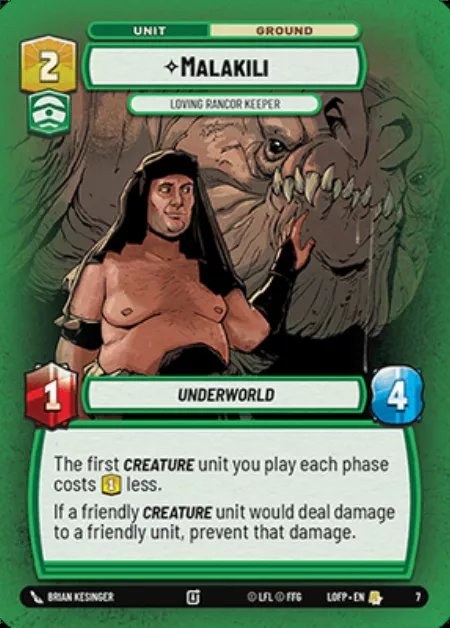 UNIT GROUND
2
MALAKILI
LOVING RANCOR KEEPER
1
UNDERWORLD
4
The first CREATURE unit you play each phase
costs 1 less.
If a friendly CREATURE unit would deal damage
to a friendly unit, prevent that damage.
BRIAN KESINGER © LFL © FFG LOFP • EN 7